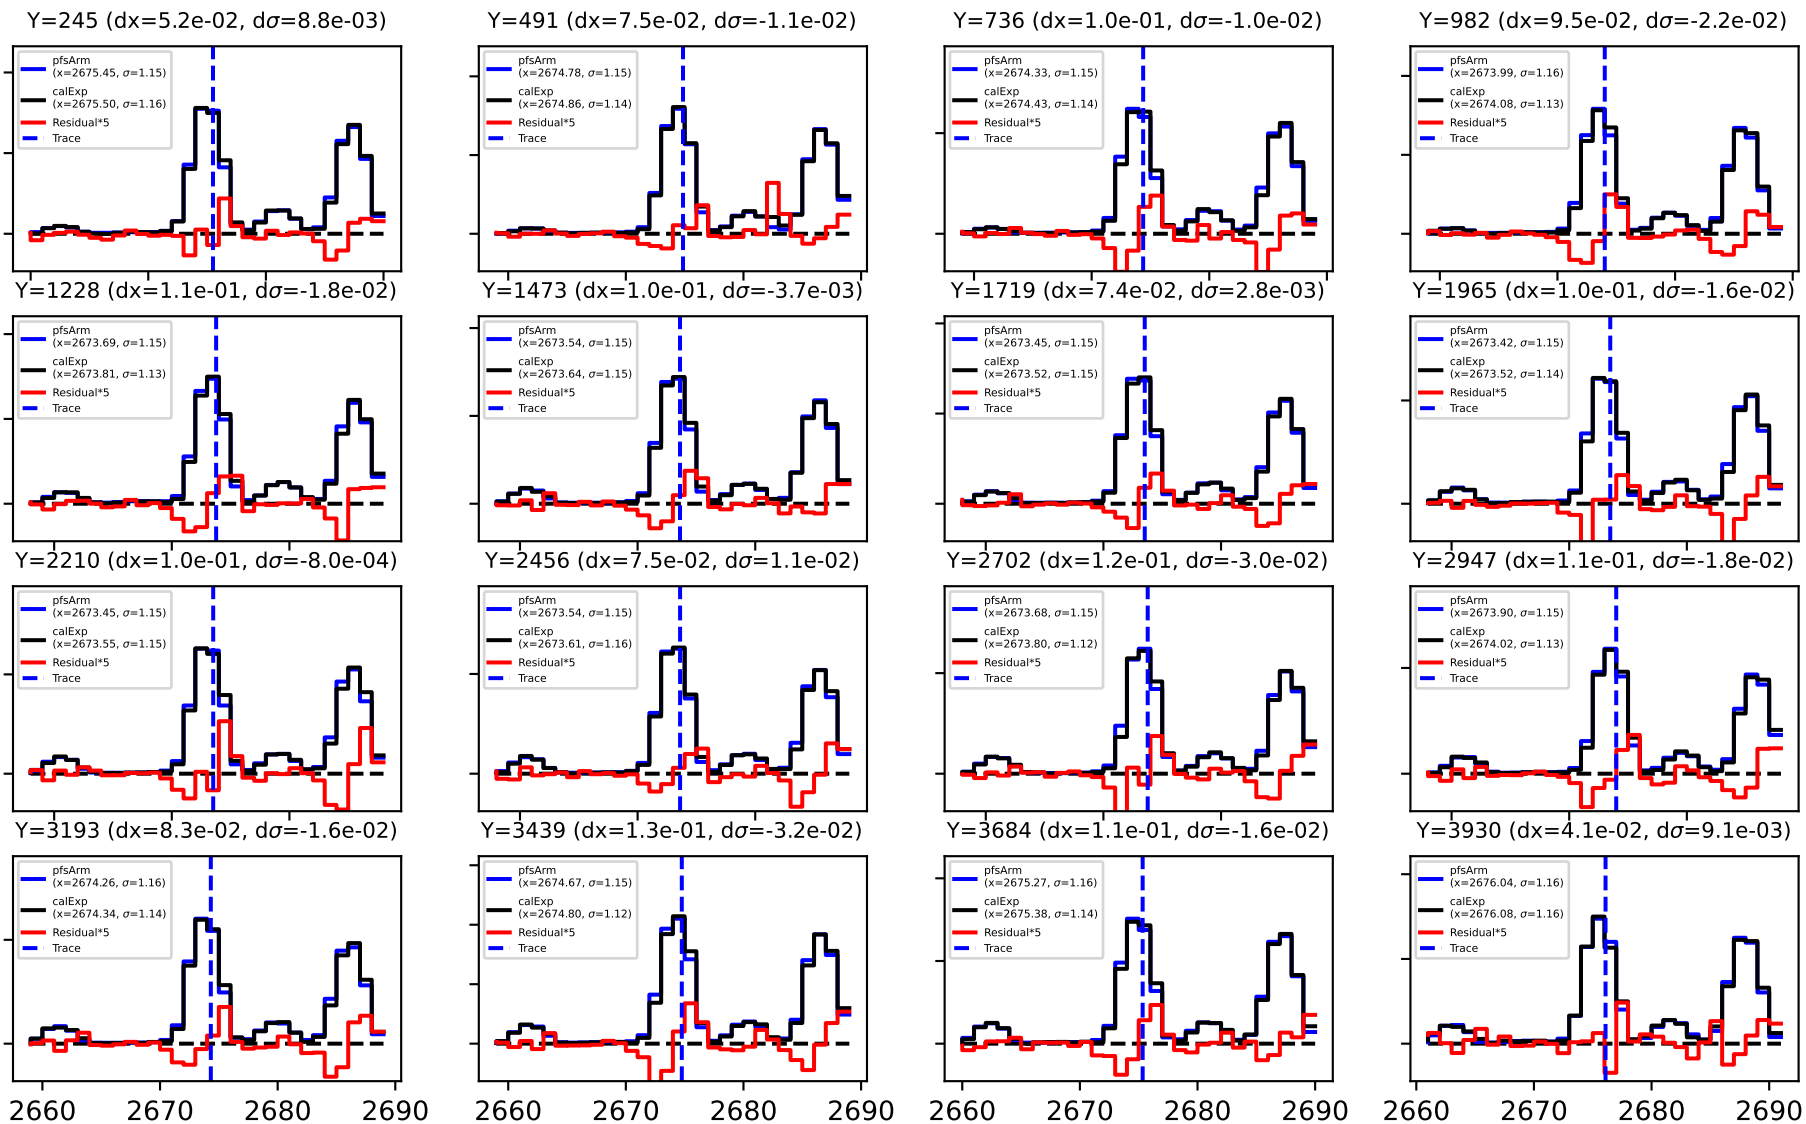 Y=245 (dx=5.2e-02, dσ=8.8e-03)
pfsArm
(x=2675.45, σ=1.15)
calExp
(x=2675.50, σ=1.16)
Residual*5
Trace
Y=491 (dx=7.5e-02, dσ=-1.1e-02)
pfsArm
(x=2674.78, σ=1.15)
calExp
(x=2674.86, σ=1.14)
Residual*5
Trace
Y=736 (dx=1.0e-01, dσ=-1.0e-02)
pfsArm
(x=2674.33, σ=1.15)
calExp
(x=2674.43, σ=1.14)
Residual*5
Trace
Y=982 (dx=9.5e-02, dσ=-2.2e-02)
pfsArm
(x=2673.99, σ=1.16)
calExp
(x=2674.08, σ=1.13)
Residual*5
Trace
Y=1228 (dx=1.1e-01, dσ=-1.8e-02)
pfsArm
(x=2673.69, σ=1.15)
calExp
(x=2673.81, σ=1.13)
Residual*5
Trace
Y=1473 (dx=1.0e-01, dσ=-3.7e-03)
pfsArm
(x=2673.54, σ=1.15)
calExp
(x=2673.64, σ=1.15)
Residual*5
Trace
Y=1719 (dx=7.4e-02, dσ=2.8e-03)
pfsArm
(x=2673.45, σ=1.15)
calExp
(x=2673.52, σ=1.15)
Residual*5
Trace
Y=1965 (dx=1.0e-01, dσ=-1.6e-02)
pfsArm
(x=2673.42, σ=1.15)
calExp
(x=2673.52, σ=1.14)
Residual*5
Trace
Y=2210 (dx=1.0e-01, dσ=-8.0e-04)
pfsArm
(x=2673.45, σ=1.15)
calExp
(x=2673.55, σ=1.15)
Residual*5
Trace
Y=2456 (dx=7.5e-02, dσ=1.1e-02)
pfsArm
(x=2673.54, σ=1.15)
calExp
(x=2673.61, σ=1.16)
Residual*5
Trace
Y=2702 (dx=1.2e-01, dσ=-3.0e-02)
pfsArm
(x=2673.68, σ=1.15)
calExp
(x=2673.80, σ=1.12)
Residual*5
Trace
Y=2947 (dx=1.1e-01, dσ=-1.8e-02)
pfsArm
(x=2673.90, σ=1.15)
calExp
(x=2674.02, σ=1.13)
Residual*5
Trace
Y=3193 (dx=8.3e-02, dσ=-1.6e-02)
pfsArm
(x=2674.26, σ=1.16)
calExp
(x=2674.34, σ=1.14)
Residual*5
Trace
Y=3439 (dx=1.3e-01, dσ=-3.2e-02)
pfsArm
(x=2674.67, σ=1.15)
calExp
(x=2674.80, σ=1.12)
Residual*5
Trace
Y=3684 (dx=1.1e-01, dσ=-1.6e-02)
pfsArm
(x=2675.27, σ=1.16)
calExp
(x=2675.38, σ=1.14)
Residual*5
Trace
Y=3930 (dx=4.1e-02, dσ=9.1e-03)
pfsArm
(x=2676.04, σ=1.16)
calExp
(x=2676.08, σ=1.16)
Residual*5
Trace
2660 2670 2680 2690 2660 2670 2680 2690 2660 2670 2680 2690 2660 2670 2680 2690